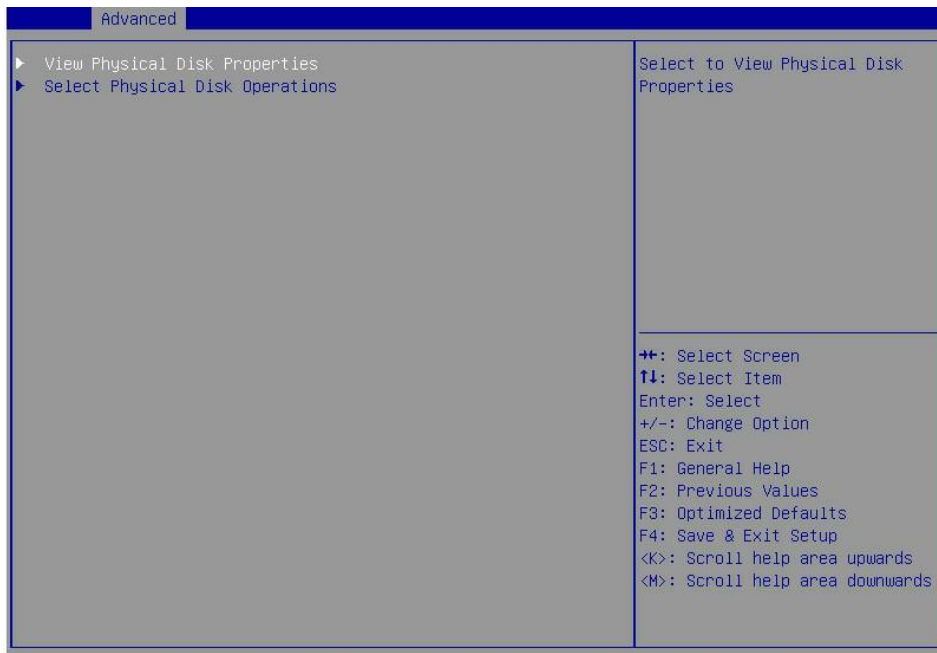 Advanced
View Physical Disk Properties
Select Physical Disk Operations
Select to View Physical Disk
Properties
→←: Select Screen
↑↓: Select Item
Enter: Select
+/-: Change Option
ESC: Exit
F1: General Help
F2: Previous Values
F3: Optimized Defaults
F4: Save & Exit Setup
<K>: Scroll help area upwards
<M>: Scroll help area downwards